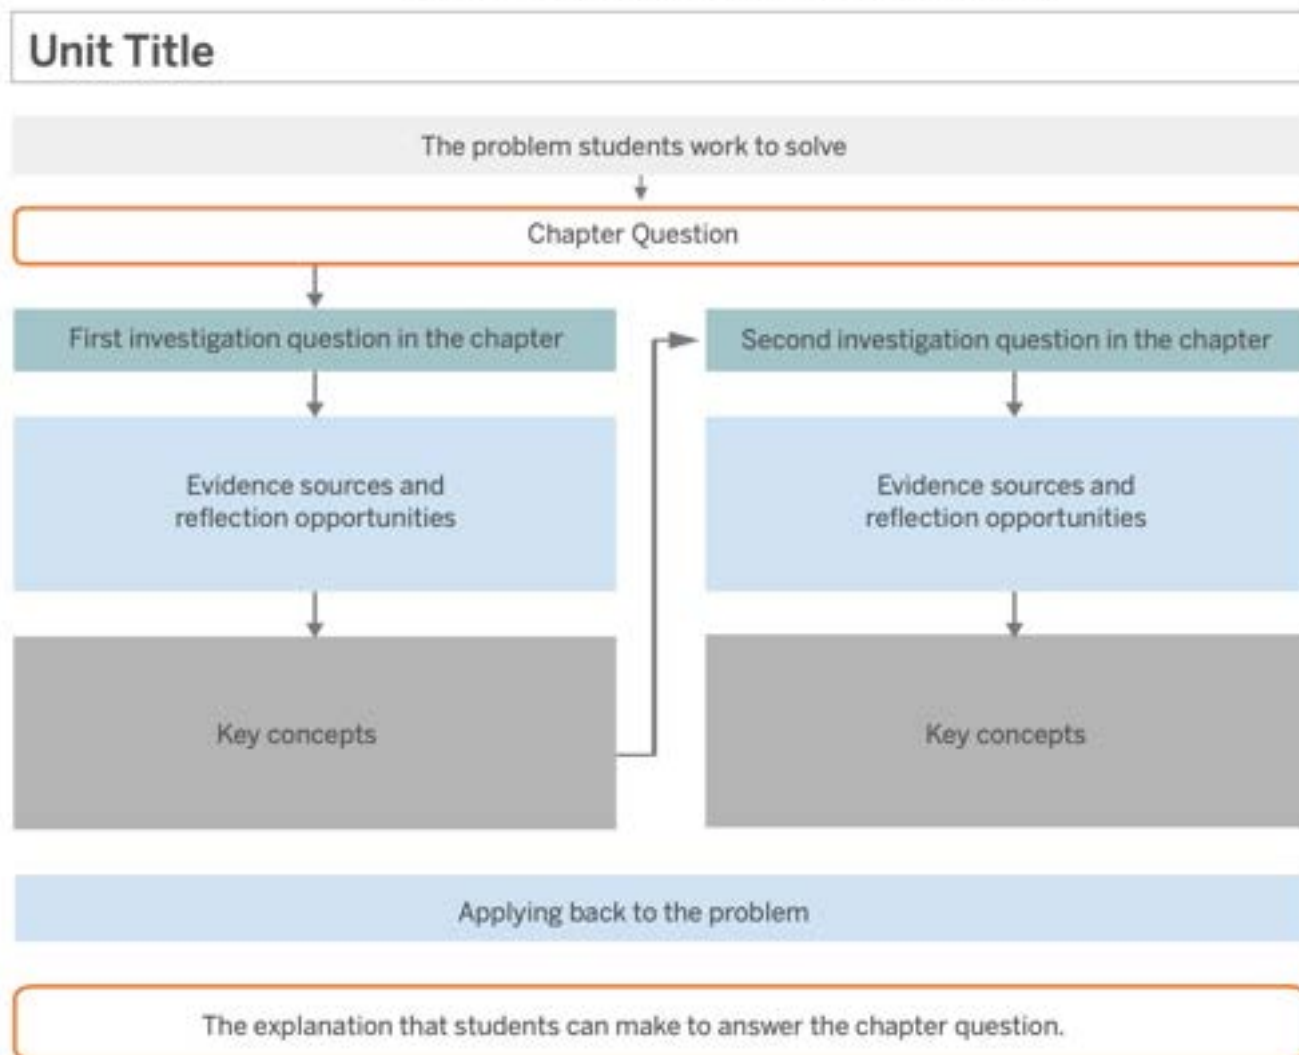 Unit Title
The problem students work to solve
Chapter Question
First investigation question in the chapter
Evidence sources and
reflection opportunities
Key concepts
Second investigation question in the chapter
Evidence sources and
reflection opportunities
Key concepts
Applying back to the problem
The explanation that students can make to answer the chapter question.